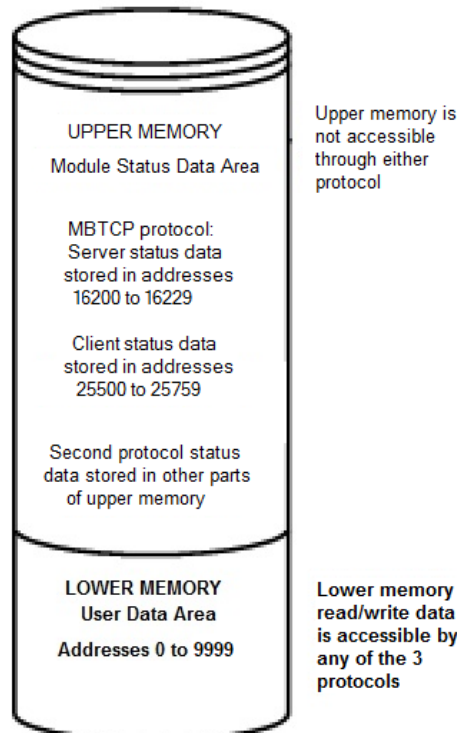 UPPER MEMORY
Module Status Data Area
MBTCP protocol:
Server status data
stored in addresses
16200 to 16229
Client status data
stored in addresses
25500 to 25759
Second protocol status
data stored in other parts
of upper memory
Upper memory is
not accessible
through either
protocol
LOWER MEMORY
User Data Area
Addresses 0 to 9999
Lower memory
read/write data
is accessible by
any of the 3
protocols